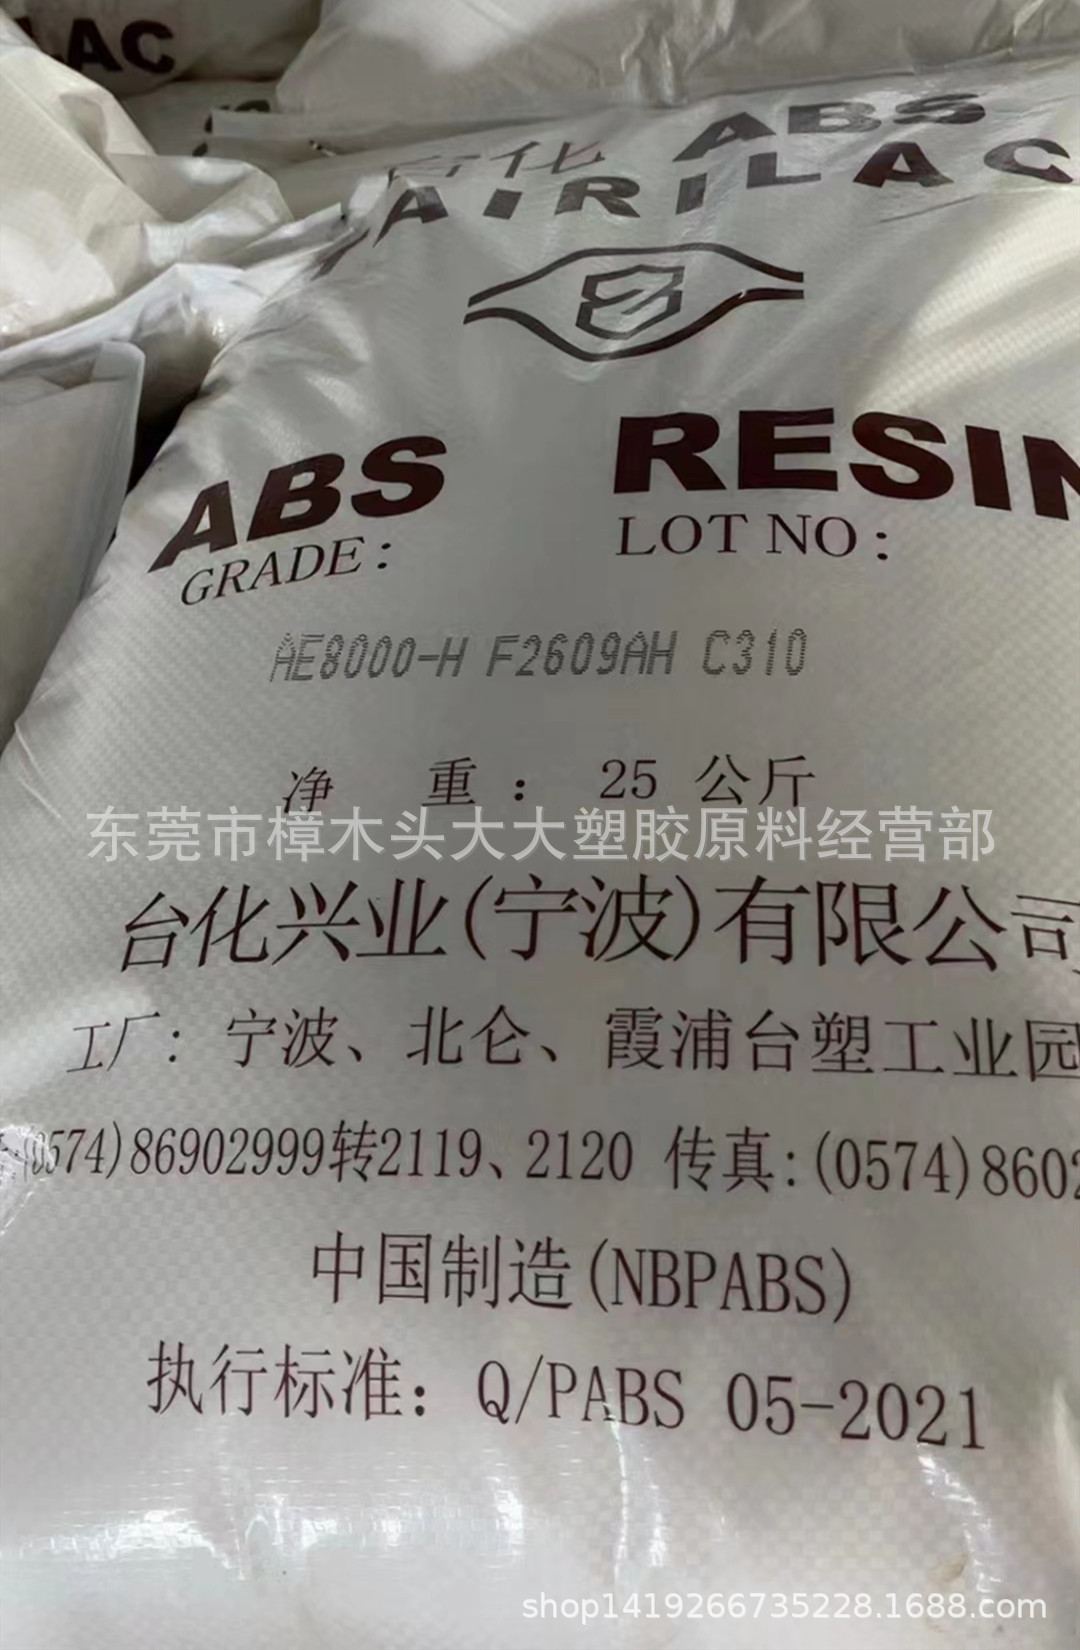 LAC
台化 ABS
TAIRILAC
ABS RESIN
GRADE: LOT NO:
AE8000-H F2609AH C310
净 重: 25 公斤
东莞市樟木头大大塑胶原料经营部
台化兴业(宁波)有限公司
工厂: 宁波、北仑、霞浦台塑工业园
(0574)86902999转2119、2120 传真:(0574)8602
中国制造(NBPABS)
执行标准: Q/PABS 05-2021
shop1419266735228.1688.com